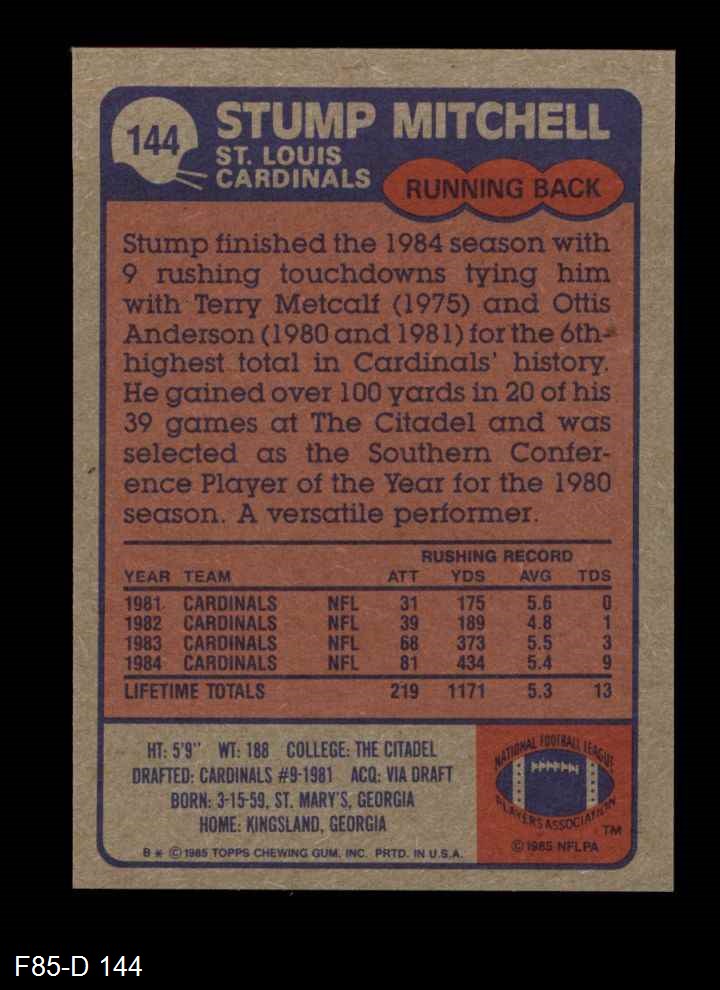 144
STUMP MITCHELL
ST. LOUIS
CARDINALS
RUNNING BACK
Stump finished the 1984 season with
9 rushing touchdowns tying him
with Terry Metcalf (1975) and Ottis
Anderson (1980 and 1981) for the 6th-
highest total in Cardinals' history.
He gained over 100 yards in 20 of his
39 games at The Citadel and was
selected as the Southern Confer-
ence Player of the Year for the 1980
season. A versatile performer.
RUSHING RECORD
YEAR TEAM ATT YDS AVG TDS
1981 CARDINALS NFL 31 175 5.6 0
1982 CARDINALS NFL 39 189 4.8 1
1983 CARDINALS NFL 68 373 5.5 3
1984 CARDINALS NFL 81 434 5.4 9
LIFETIME TOTALS 219 1171 5.3 13
HT: 5'9" WT: 188 COLLEGE: THE CITADEL
DRAFTED: CARDINALS #9-1981 ACQ: VIA DRAFT
BORN: 3-15-59, ST. MARY'S, GEORGIA
HOME: KINGSLAND, GEORGIA
B * © 1985 TOPPS CHEWING GUM, INC. PRTD. IN U.S.A.
NATIONAL FOOTBALL LEAGUE
PLAYERS ASSOCIATION
TM
© 1985 NFLPA
F85-D 144